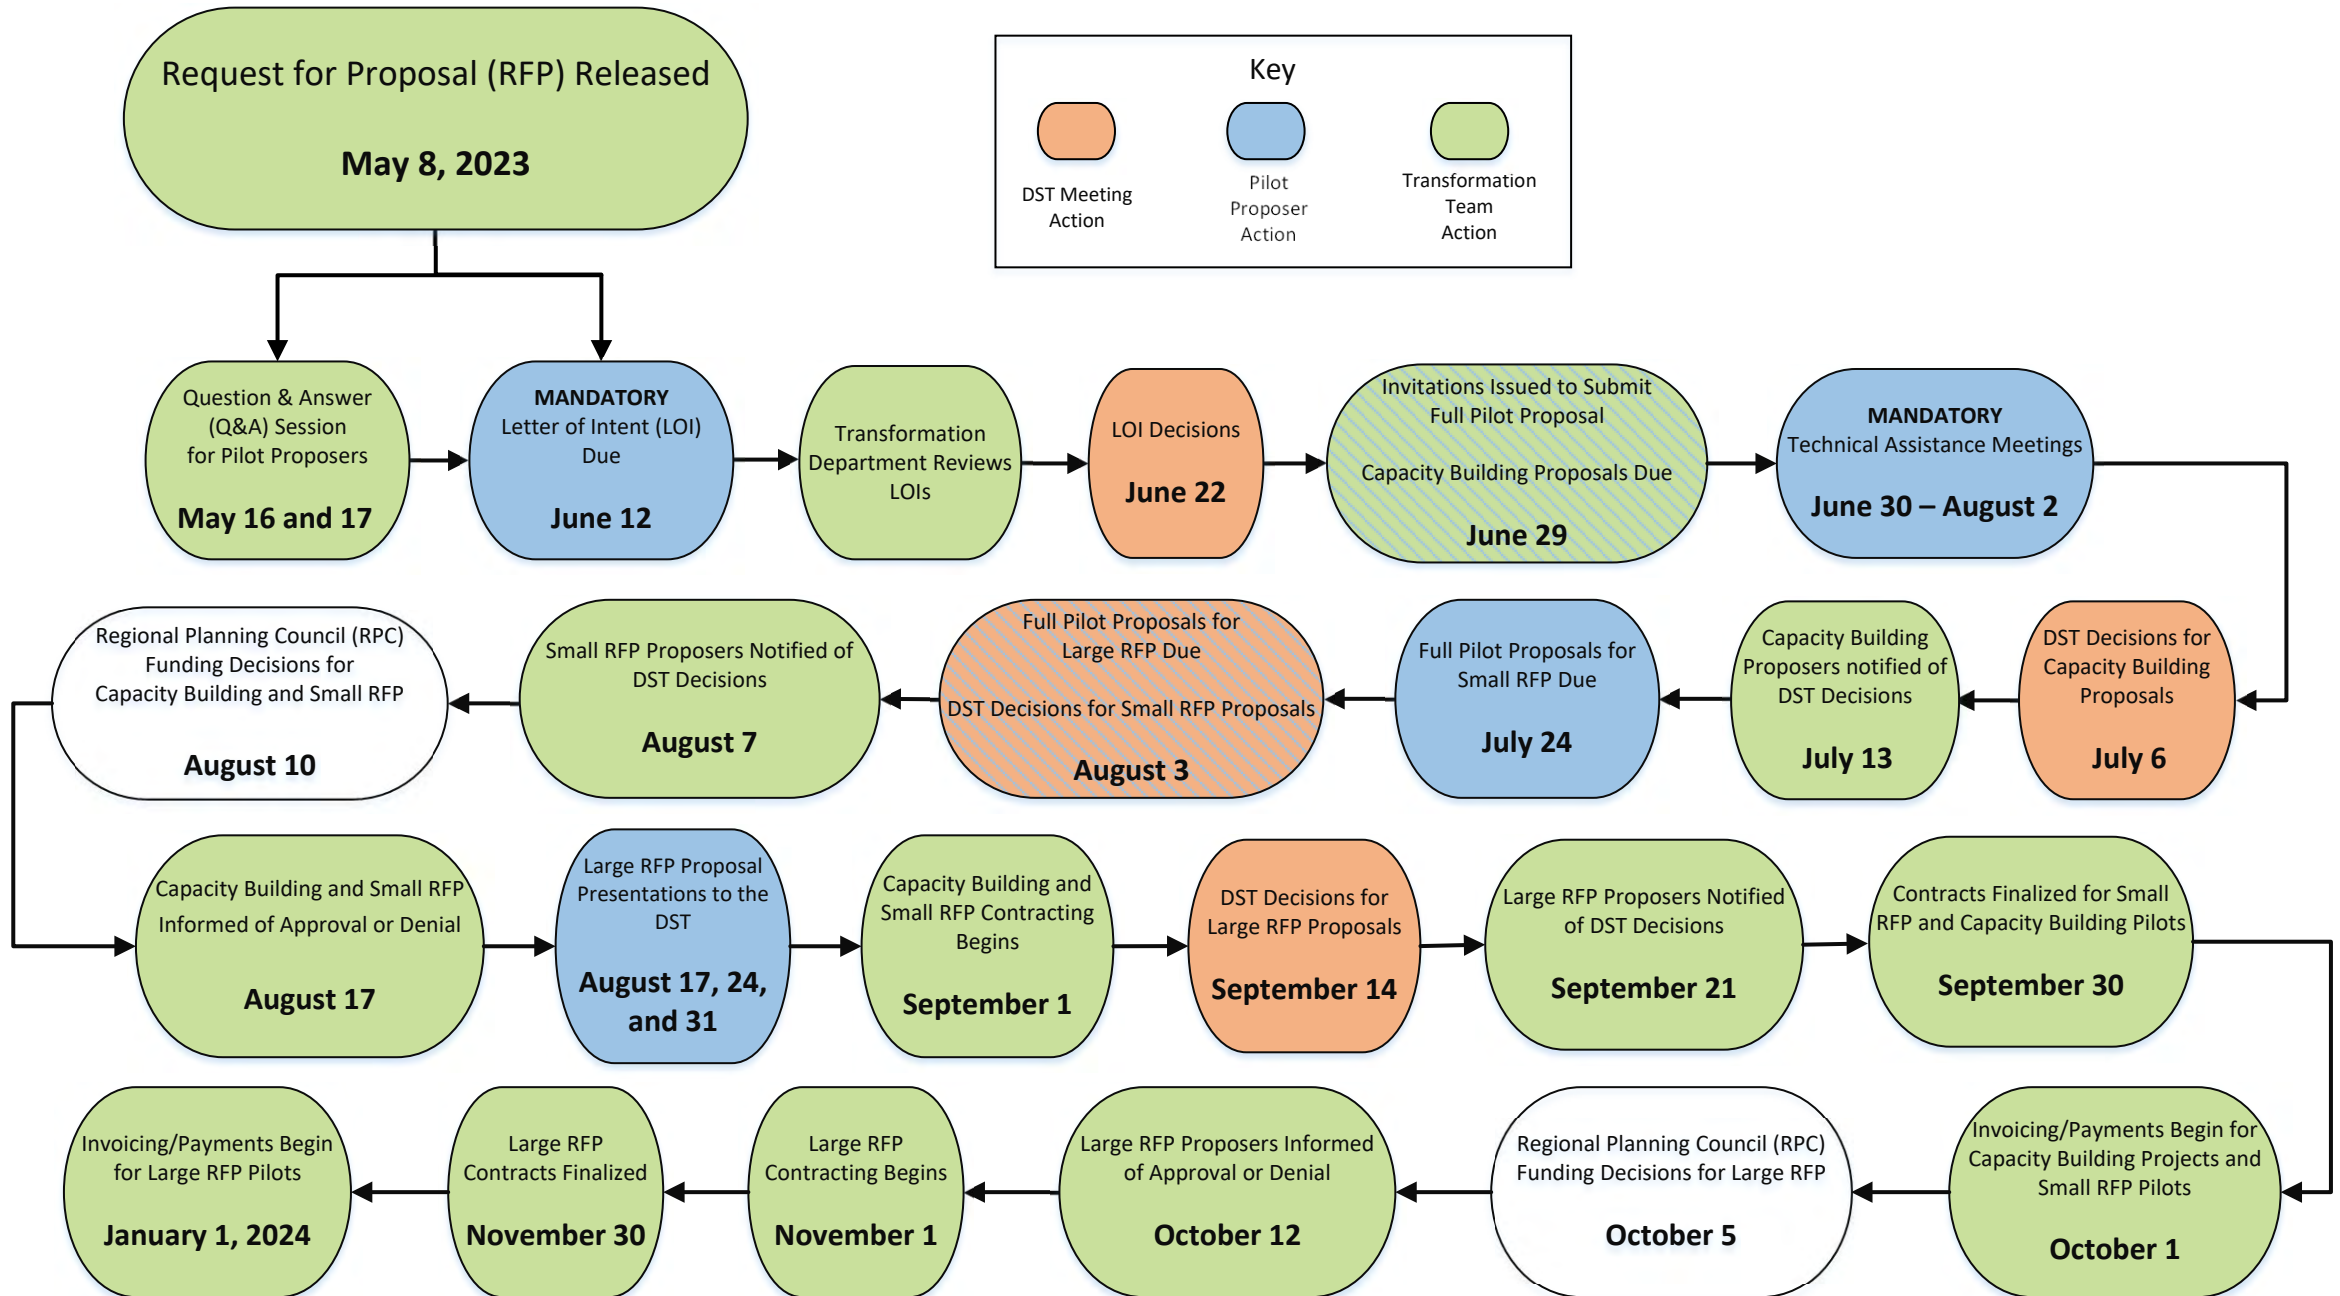 Request for Proposal (RFP) Released
May 8, 2023
Key
DST Meeting
Action
Pilot
Proposer
Action
Transformation
Team
Action
Question & Answer
(Q&A) Session
for Pilot Proposers
May 16 and 17
MANDATORY
Letter of Intent (LOI)
Due
June 12
Transformation
Department Reviews
LOIs
LOI Decisions
June 22
Invitations Issued to Submit
Full Pilot Proposal
Capacity Building Proposals Due
June 29
MANDATORY
Technical Assistance Meetings
June 30 – August 2
DST Decisions for
Capacity Building
Proposals
July 6
Capacity Building
Proposers notified of
DST Decisions
July 13
Full Pilot Proposals for
Small RFP Due
July 24
Full Pilot Proposals for
Large RFP Due
DST Decisions for Small RFP Proposals
August 3
Small RFP Proposers Notified of
DST Decisions
August 7
Regional Planning Council (RPC)
Funding Decisions for
Capacity Building and Small RFP
August 10
Capacity Building and Small RFP
Informed of Approval or Denial
August 17
Large RFP Proposal
Presentations to the
DST
August 17, 24,
and 31
Capacity Building and
Small RFP Contracting
Begins
September 1
DST Decisions for
Large RFP Proposals
September 14
Large RFP Proposers Notified
of DST Decisions
September 21
Contracts Finalized for Small
RFP and Capacity Building Pilots
September 30
Invoicing/Payments Begin for
Capacity Building Projects and
Small RFP Pilots
October 1
Regional Planning Council (RPC)
Funding Decisions for Large RFP
October 5
Large RFP Proposers Informed
of Approval or Denial
October 12
Large RFP
Contracting Begins
November 1
Large RFP
Contracts Finalized
November 30
Invoicing/Payments Begin
for Large RFP Pilots
January 1, 2024